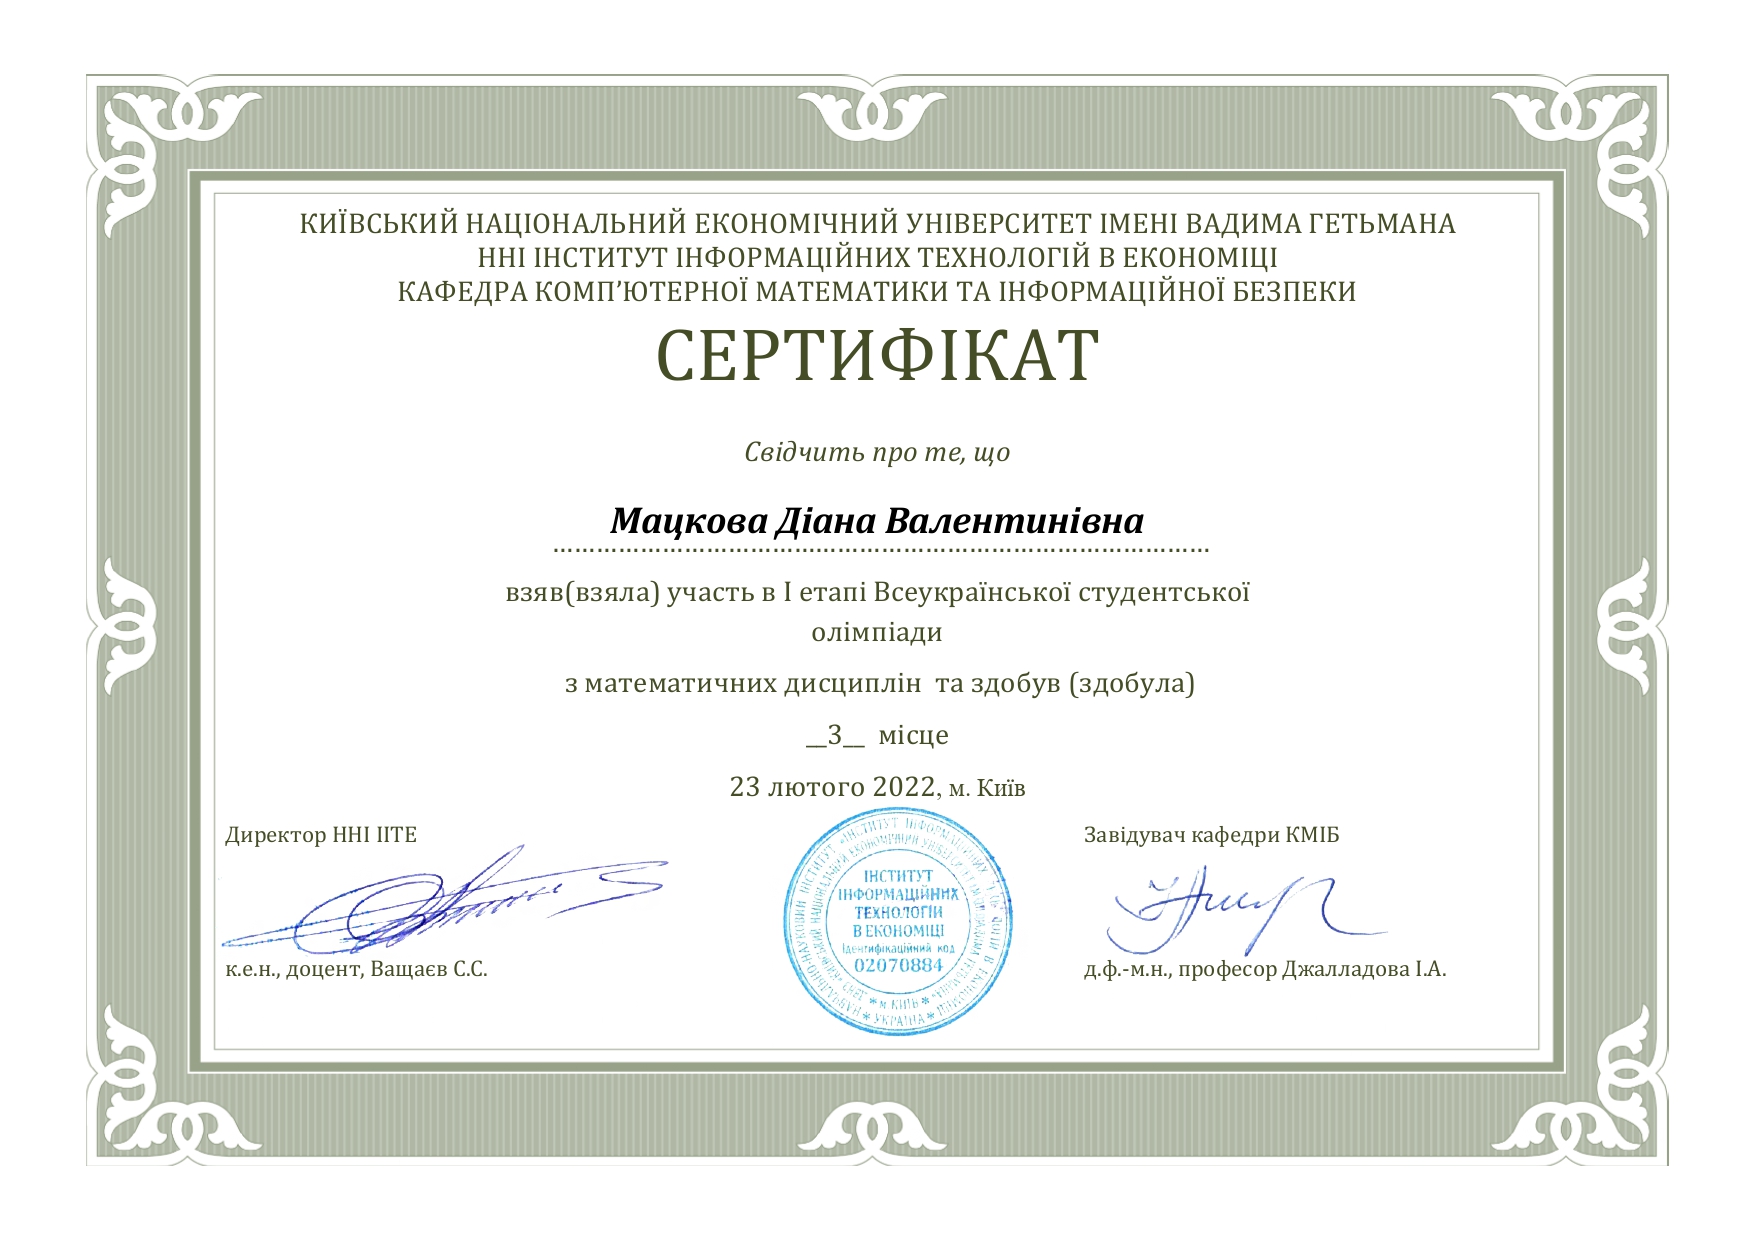 КИЇВСЬКИЙ НАЦІОНАЛЬНИЙ ЕКОНОМІЧНИЙ УНІВЕРСИТЕТ ІМЕНІ ВАДИМА ГЕТЬМАНА
ННІ ІНСТИТУТ ІНФОРМАЦІЙНИХ ТЕХНОЛОГІЙ В ЕКОНОМІЦІ
КАФЕДРА КОМП’ЮТЕРНОЇ МАТЕМАТИКИ ТА ІНФОРМАЦІЙНОЇ БЕЗПЕКИ
СЕРТИФІКАТ
Свідчить про те, що
Мацкова Діана Валентинівна
взяв(взяла) участь в І етапі Всеукраїнської студентської
олімпіади
з математичних дисциплін та здобув (здобула)
__3__ місце
23 лютого 2022, м. Київ
Директор ННІ ІІТЕ
Завідувач кафедри КМІБ
ІНСТИТУТ
ІНФОРМАЦІЙНИХ
ТЕХНОЛОГІЙ
В ЕКОНОМІЦІ
Ідентифікаційний код
02070884
* м. КИЇВ *
* УКРАЇНА *
к.е.н., доцент, Ващаєв С.С.
д.ф.-м.н., професор Джалладова І.А.